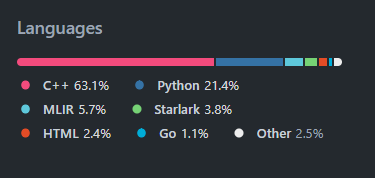 Languages
C++ 63.1% Python 21.4%
MLIR 5.7% Starlark 3.8%
HTML 2.4% Go 1.1% Other 2.5%